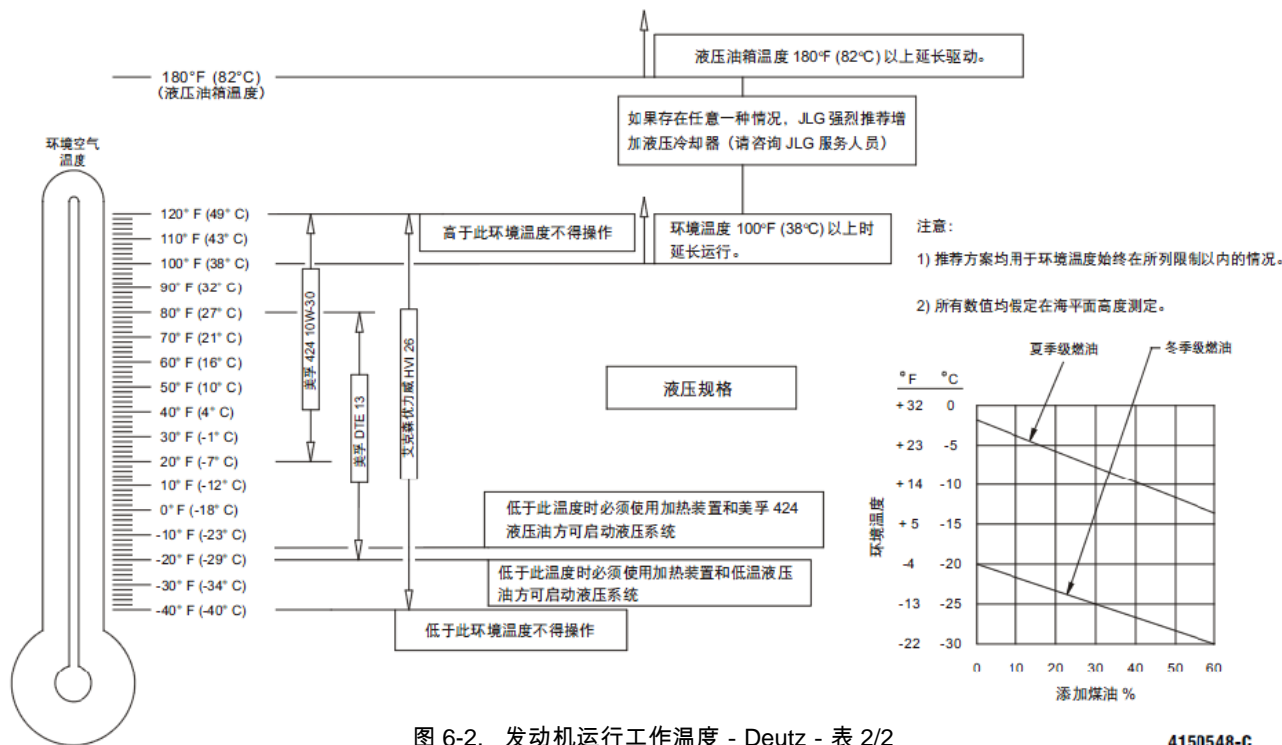 液压油箱温度 180°F (82°C) 以上延长驱动。
180°F (82°C)
(液压油箱温度)
如果存在任意一种情况，JLG 强烈推荐增
加液压冷却器（请咨询 JLG 服务人员）
环境空气
温度
120° F (49° C)
110° F (43° C)
100° F (38° C)
90° F (32° C)
80° F (27° C)
70° F (21° C)
60° F (16° C)
50° F (10° C)
40° F (4° C)
30° F (-1° C)
20° F (-7° C)
10° F (-12° C)
0° F (-18° C)
-10° F (-23° C)
-20° F (-29° C)
-30° F (-34° C)
-40° F (-40° C)
美孚 424 10W-30
美孚 DTE 13
艾克森优力威 HVI 26
高于此环境温度不得操作
环境温度 100°F (38°C) 以上时
延长运行。
液压规格
低于此温度时必须使用加热装置和美孚 424
液压油方可启动液压系统
低于此温度时必须使用加热装置和低温液压
油方可启动液压系统
低于此环境温度不得操作
注意：
1) 推荐方案均用于环境温度始终在所列限制以内的情况。
2) 所有数值均假定在海平面高度测定。
夏季级燃油
冬季级燃油
°F °C
+ 32 0
+ 23 -5
+ 14 -10
+ 5 -15
-4 -20
-13 -25
-22 -30
环境温度
0 10 20 30 40 50 60
添加煤油 %
图 6-2. 发动机运行工作温度 - Deutz - 表 2/2
4150548-C